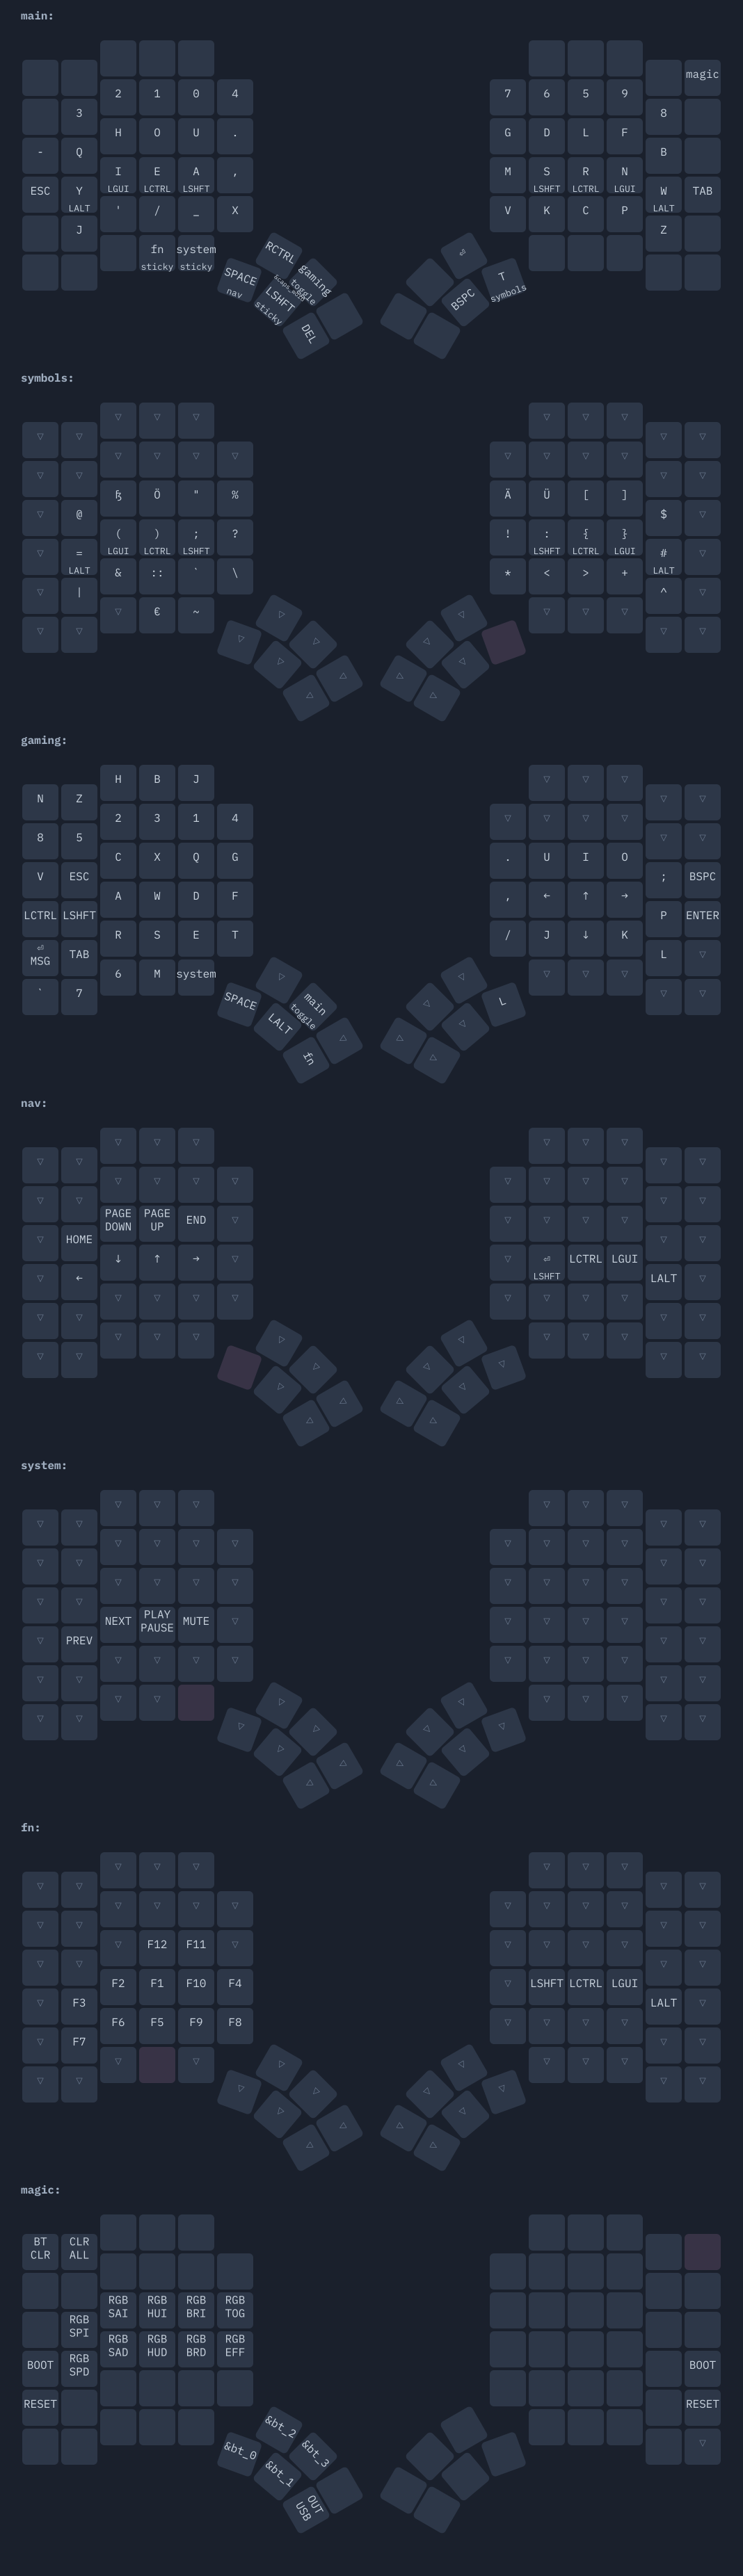 main:
magic
2 1 0 4 7 6 5 9
3 8
H O U . G D L F
- Q B
I E A , M S R N
LGUI LCTRL LSHFT LSHFT LCTRL LGUI
ESC Y W TAB
LALT LALT
' / _ X V K C P
J Z
fn system
sticky sticky
RCTRL
gaming
toggle
SPACE
nav
LSHFT
sticky
DEL
⏎
BSPC
T
symbols
symbols:
▽ ▽ ▽ ▽ ▽ ▽
▽ ▽ ▽ ▽
▽ ▽ ▽ ▽ ▽ ▽ ▽ ▽
▽ ▽ ▽ ▽
Ö " % Ä Ü [ ]
▽ @ $ ▽
( ) ; ? ! : { }
LGUI LCTRL LSHFT LSHFT LCTRL LGUI
▽ = # ▽
LALT LALT
& :: ` \ * < > +
▽ | ^ ▽
▽ € ~ ▽ ▽ ▽
▽ ▽ ▽ ▽
▽ ▽ ▽ ▽ ▽ ▽
▽ ▽ ▽ ▽ ▽
gaming:
H B J ▽ ▽ ▽
N Z ▽ ▽
2 3 1 4 ▽ ▽ ▽ ▽
8 5 ▽ ▽
C X Q G . U I O
V ESC ; BSPC
A W D F , ← ↑ →
LCTRL LSHFT P ENTER
R S E T / J ↓ K
⏎
MSG TAB L ▽
6 M system ▽ ▽ ▽
` 7 ▽ ▽
▽
main
toggle
SPACE
LALT
fn
▽
▽ ▽ ▽ ▽ ▽
L
nav:
▽ ▽ ▽ ▽ ▽ ▽
▽ ▽ ▽ ▽
▽ ▽ ▽ ▽ ▽ ▽ ▽ ▽
▽ ▽ ▽ ▽
PAGE
DOWN
PAGE
UP
END ▽ ▽ ▽ ▽ ▽
▽ HOME ▽ ▽
↓ ↑ → ▽ ▽ ⏎ LCTRL LGUI
LSHFT
▽ ← LALT ▽
▽ ▽ ▽ ▽ ▽ ▽ ▽ ▽
▽ ▽ ▽ ▽
▽ ▽ ▽ ▽ ▽ ▽
▽ ▽ ▽ ▽
▽ ▽ ▽ ▽ ▽
▽ ▽ ▽ ▽ ▽ ▽
system:
▽ ▽ ▽ ▽ ▽ ▽
▽ ▽ ▽ ▽
▽ ▽ ▽ ▽ ▽ ▽ ▽ ▽
▽ ▽ ▽ ▽
▽ ▽ ▽ ▽ ▽ ▽ ▽ ▽
▽ ▽ ▽ ▽
NEXT PLAY
PAUSE
MUTE ▽ ▽ ▽ ▽ ▽
▽ PREV ▽ ▽
▽ ▽ ▽ ▽ ▽ ▽ ▽ ▽
▽ ▽ ▽ ▽
▽ ▽ ▽ ▽ ▽
▽ ▽ ▽ ▽
▽ ▽ ▽ ▽ ▽ ▽
▽ ▽ ▽ ▽ ▽ ▽
fn:
▽ ▽ ▽ ▽ ▽ ▽
▽ ▽ ▽ ▽
▽ ▽ ▽ ▽ ▽ ▽ ▽ ▽
▽ ▽ ▽ ▽
▽ F12 F11 ▽ ▽ ▽ ▽ ▽
▽ ▽ ▽ ▽
F2 F1 F10 F4 ▽ LSHFT LCTRL LGUI
▽ F3 LALT ▽
F6 F5 F9 F8 ▽ ▽ ▽ ▽
▽ F7 ▽ ▽
▽ ▽ ▽ ▽ ▽
▽ ▽ ▽ ▽
▽ ▽ ▽ ▽ ▽ ▽
▽ ▽ ▽ ▽ ▽ ▽
magic:
BT
CLR
CLR
ALL
RGB
SAI
RGB
HUI
RGB
BRI
RGB
TOG
RGB
SPI
RGB
SAD
RGB
HUD
RGB
BRD
RGB
EFF
BOOT RGB
SPD
BOOT
RESET RESET
▽
&bt_2
&bt_3
&bt_0
&bt_1
OUT
USB